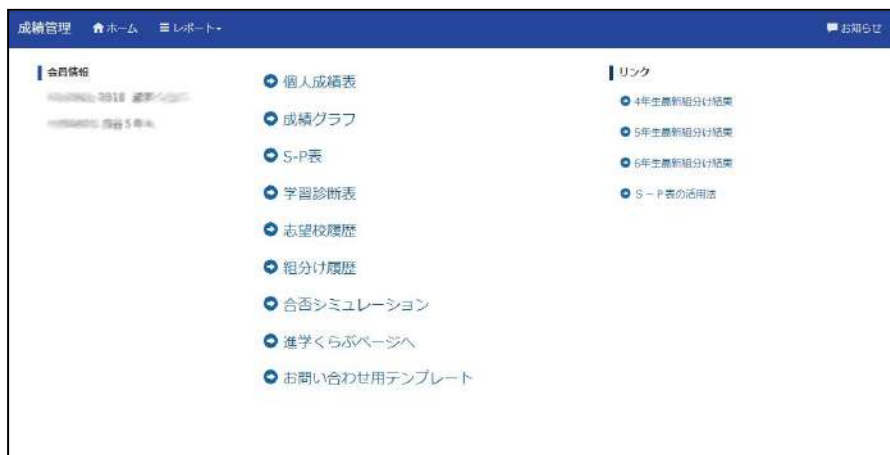 成績管理 ホーム レポート お知らせ
会員情報
個人成績表
成績グラフ
S-P表
学習診断表
志望校履歴
組分け履歴
合否シミュレーション
進学くらぶページへ
お問い合わせ用テンプレート
リンク
4年生最新組分け結果
5年生最新組分け結果
6年生最新組分け結果
S-P表の活用法